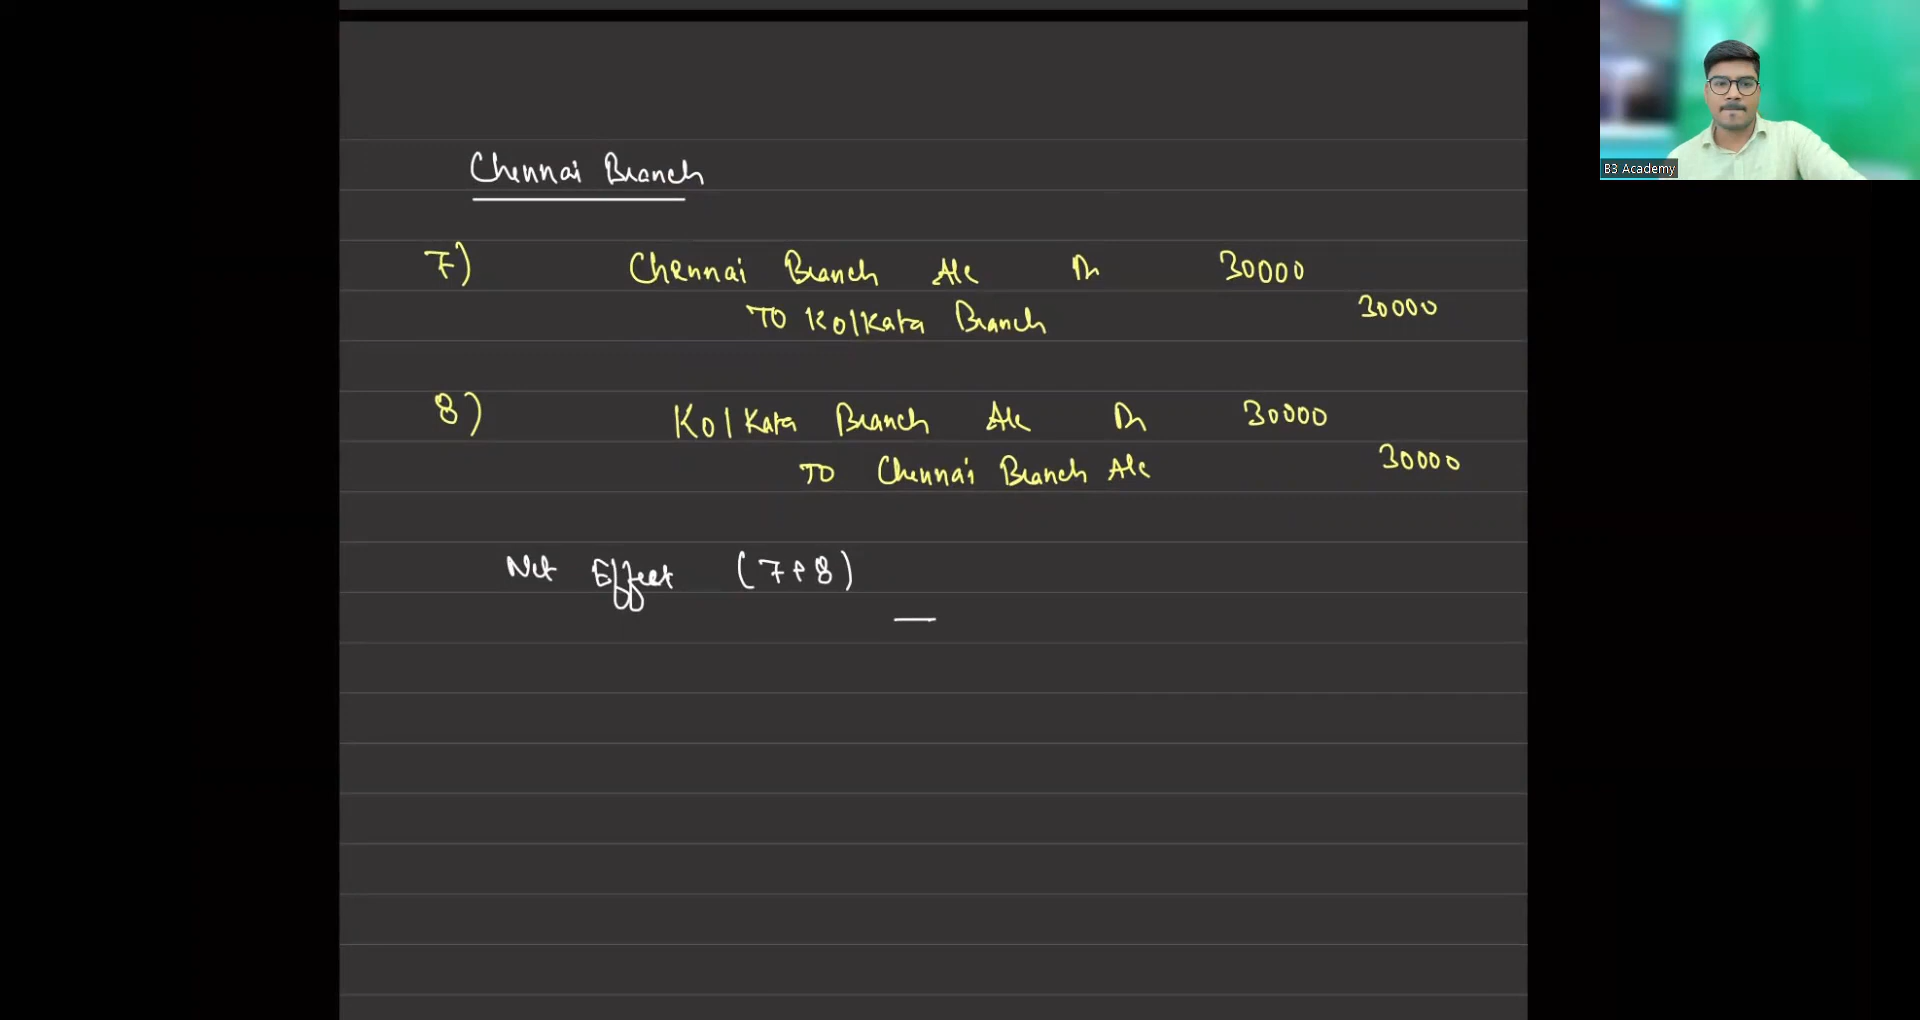 Chennai Branch
7) Chennai Branch A/c Dr 30000
TO Kolkata Branch 30000
8) Kolkata Branch A/c Dr 30000
TO Chennai Branch A/c 30000
Net Effect (7 & 8)
B3 Academy